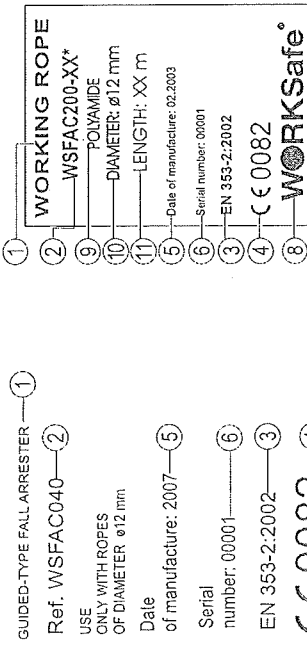 GUIDED-TYPE FALL ARRESTER 1
Ref. WSFAC040 2
USE
ONLY WITH ROPES
OF DIAMETER ø12 mm
Date
of manufacture: 2007 5
Serial
number: 00001 6
EN 353-2:2002 3
1 WORKING ROPE
2 WSFAC200-XX*
9 POLYAMIDE
10 DIAMETER: ø12 mm
11 LENGTH: XX m
5 Date of manufacture: 02.2003
6 Serial number: 00001
3 EN 353-2:2002
4 CE 0082
8 WORKSafe®